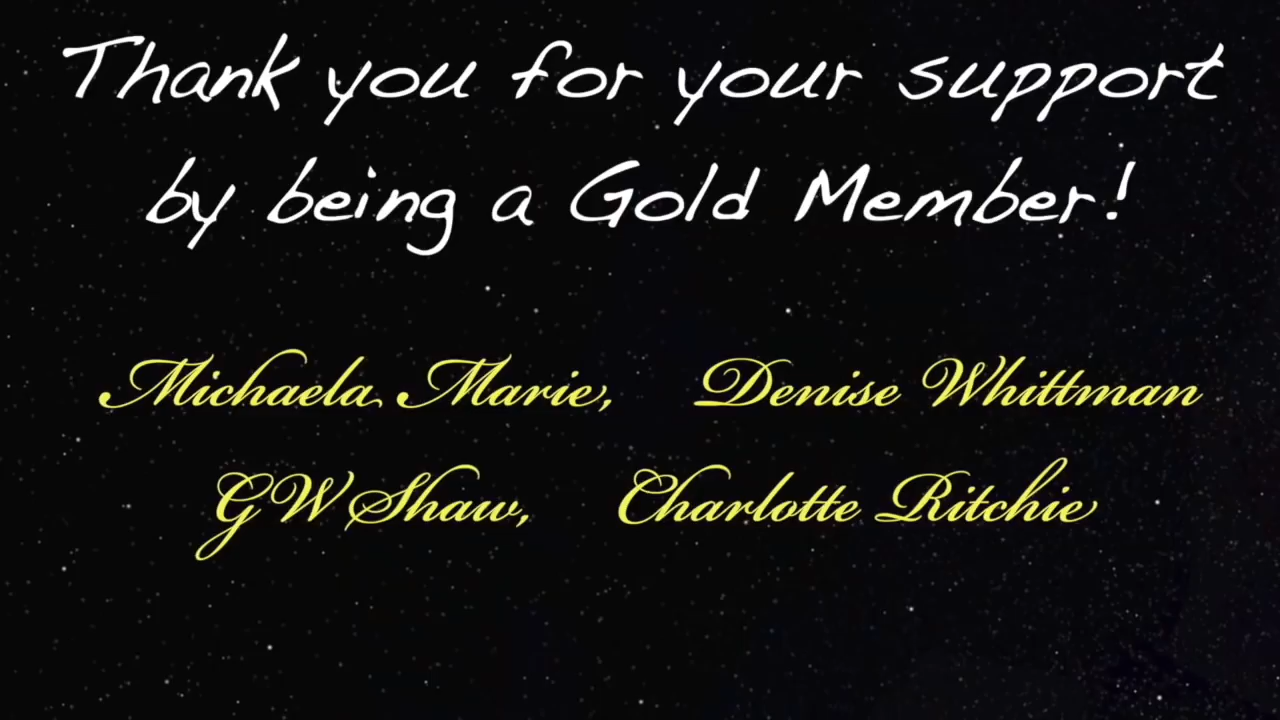 Thank you for your support
by being a Gold Member!
Michaela Marie, Denise Whittman
GW Shaw, Charlotte Ritchie